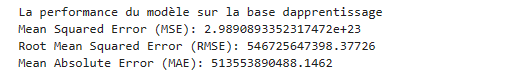 La performance du modèle sur la base dapprentissage
Mean Squared Error (MSE): 2.9890893352317472e+23
Root Mean Squared Error (RMSE): 546725647398.37726
Mean Absolute Error (MAE): 513553890488.1462